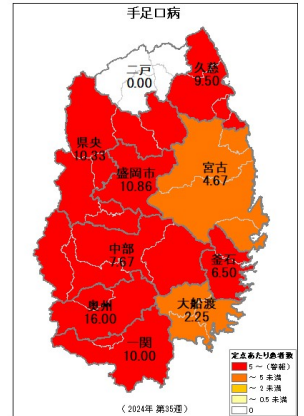 手足口病
二戸
0.00
久慈
9.50
県央
10.33
盛岡市
10.86
宮古
4.67
中部
7.67
釜石
6.50
奥州
16.00
大船渡
2.25
一関
10.00
定点あたり患者数
5～(警報)
～5未満
～2未満
～0.5未満
0
(2024年 第35週)